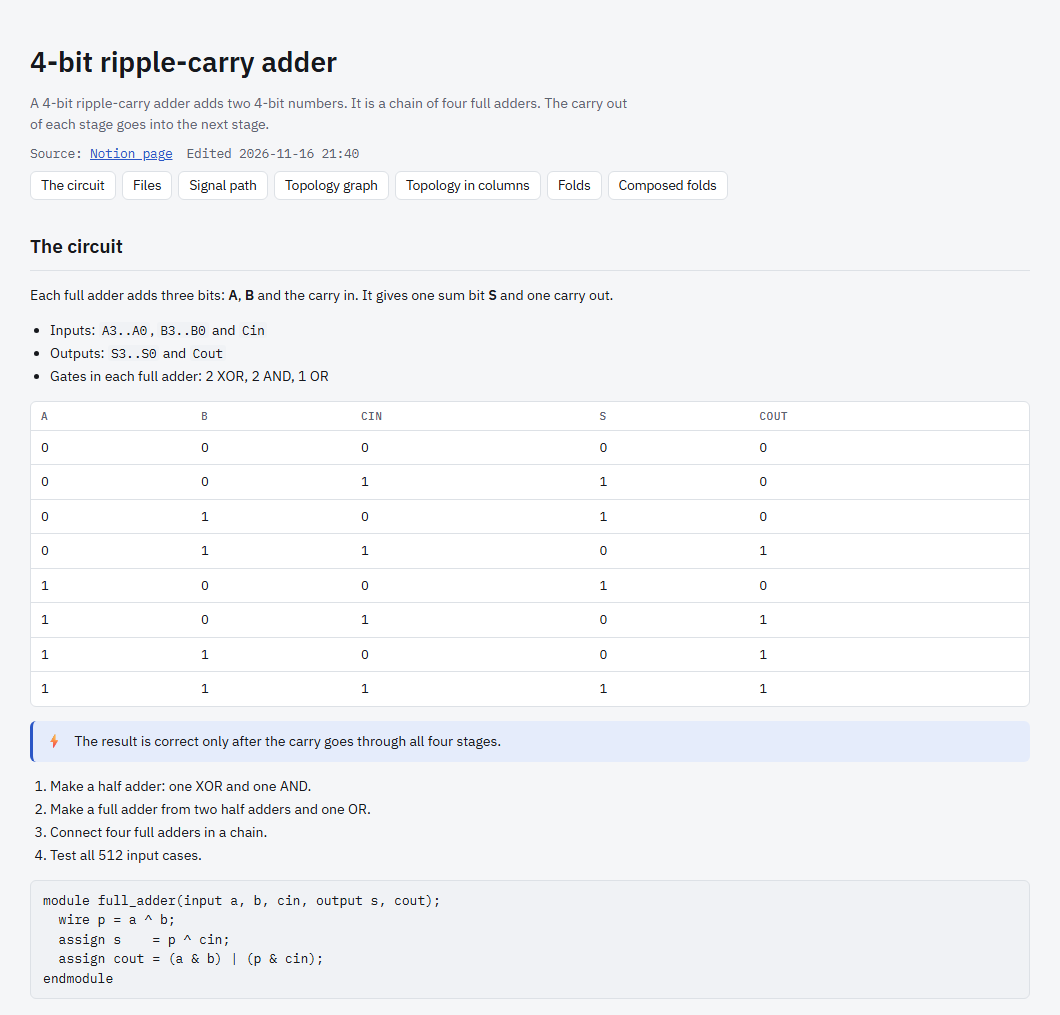 4-bit ripple-carry adder
A 4-bit ripple-carry adder adds two 4-bit numbers. It is a chain of four full adders. The carry out
of each stage goes into the next stage.
Source: Notion page Edited 2026-11-16 21:40
The circuit Files Signal path Topology graph Topology in columns Folds Composed folds
The circuit
Each full adder adds three bits: A, B and the carry in. It gives one sum bit S and one carry out.
• Inputs: A3..A0, B3..B0 and Cin
• Outputs: S3..S0 and Cout
• Gates in each full adder: 2 XOR, 2 AND, 1 OR
A B CIN S COUT
0 0 0 0 0
0 0 1 1 0
0 1 0 1 0
0 1 1 0 1
1 0 0 1 0
1 0 1 0 1
1 1 0 0 1
1 1 1 1 1
The result is correct only after the carry goes through all four stages.
1. Make a half adder: one XOR and one AND.
2. Make a full adder from two half adders and one OR.
3. Connect four full adders in a chain.
4. Test all 512 input cases.
module full_adder(input a, b, cin, output s, cout);
  wire p = a ^ b;
  assign s    = p ^ cin;
  assign cout = (a & b) | (p & cin);
endmodule